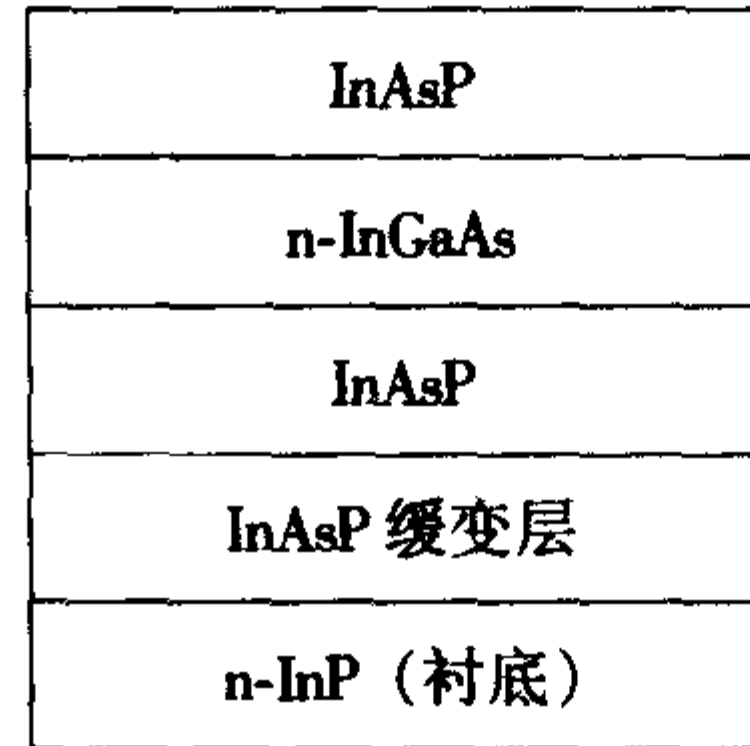 InAsP
n-InGaAs
InAsP
InAsP 缓变层
n-InP（衬底）